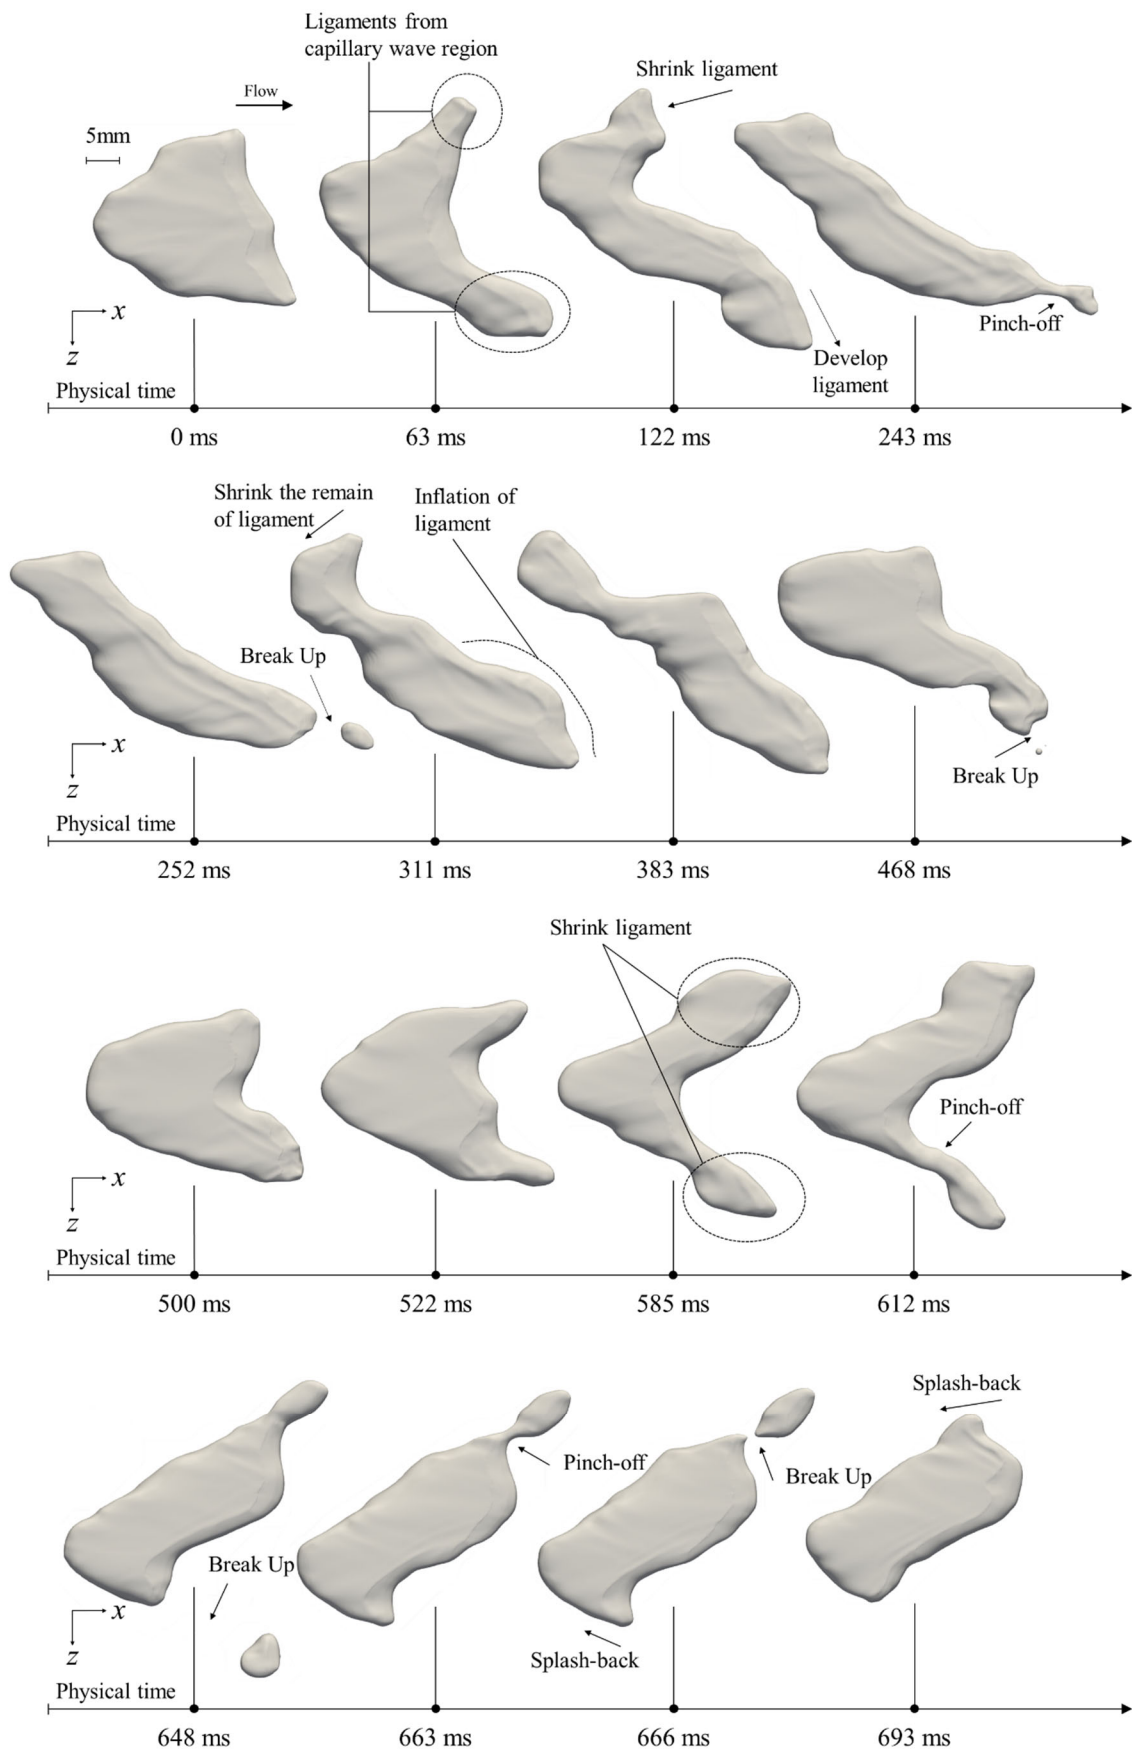 Ligaments from
capillary wave region
Flow
Shrink ligament
5mm
Pinch-off
x
z
Develop
ligament
Physical time
0 ms
63 ms
122 ms
243 ms
Shrink the remain
of ligament
Inflation of
ligament
Break Up
x
z
Break Up
Physical time
252 ms
311 ms
383 ms
468 ms
Shrink ligament
Pinch-off
x
z
Physical time
500 ms
522 ms
585 ms
612 ms
Splash-back
Pinch-off
Break Up
Break Up
x
z
Splash-back
Physical time
648 ms
663 ms
666 ms
693 ms